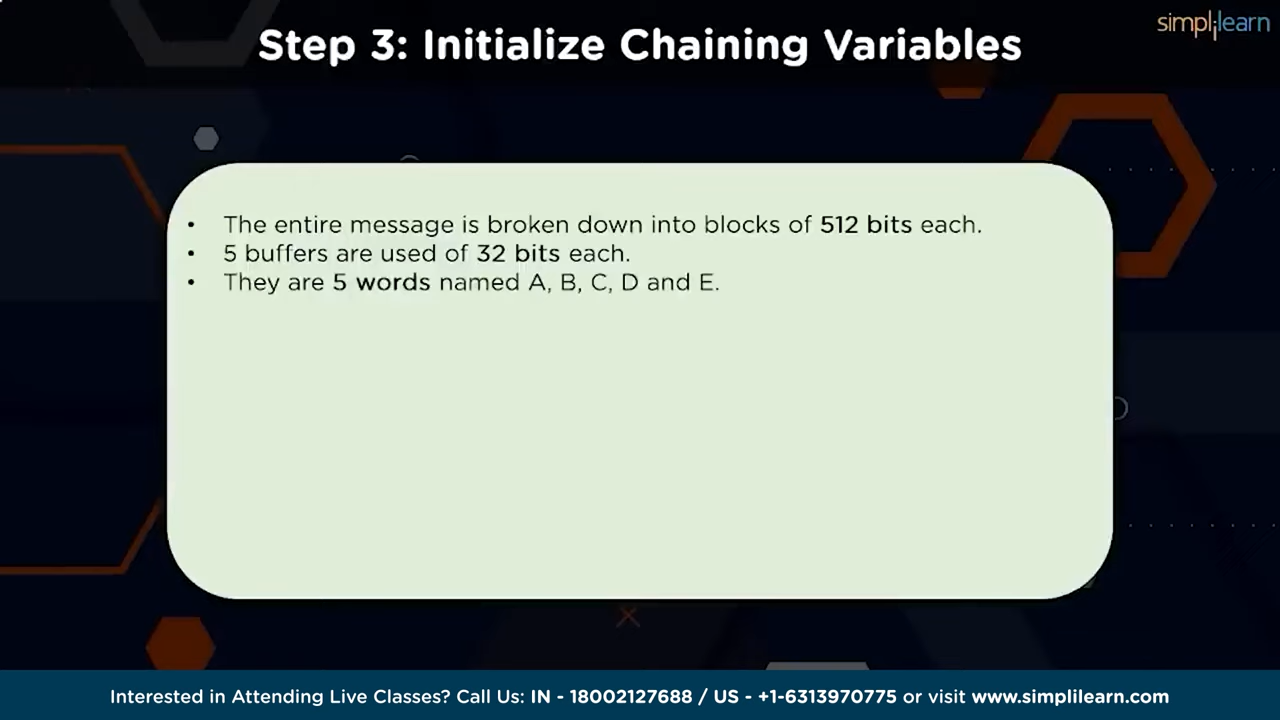 Step 3: Initialize Chaining Variables
simplilearn
• The entire message is broken down into blocks of 512 bits each.
• 5 buffers are used of 32 bits each.
• They are 5 words named A, B, C, D and E.
Interested in Attending Live Classes? Call Us: IN - 18002127688 / US - +1-6313970775 or visit www.simplilearn.com